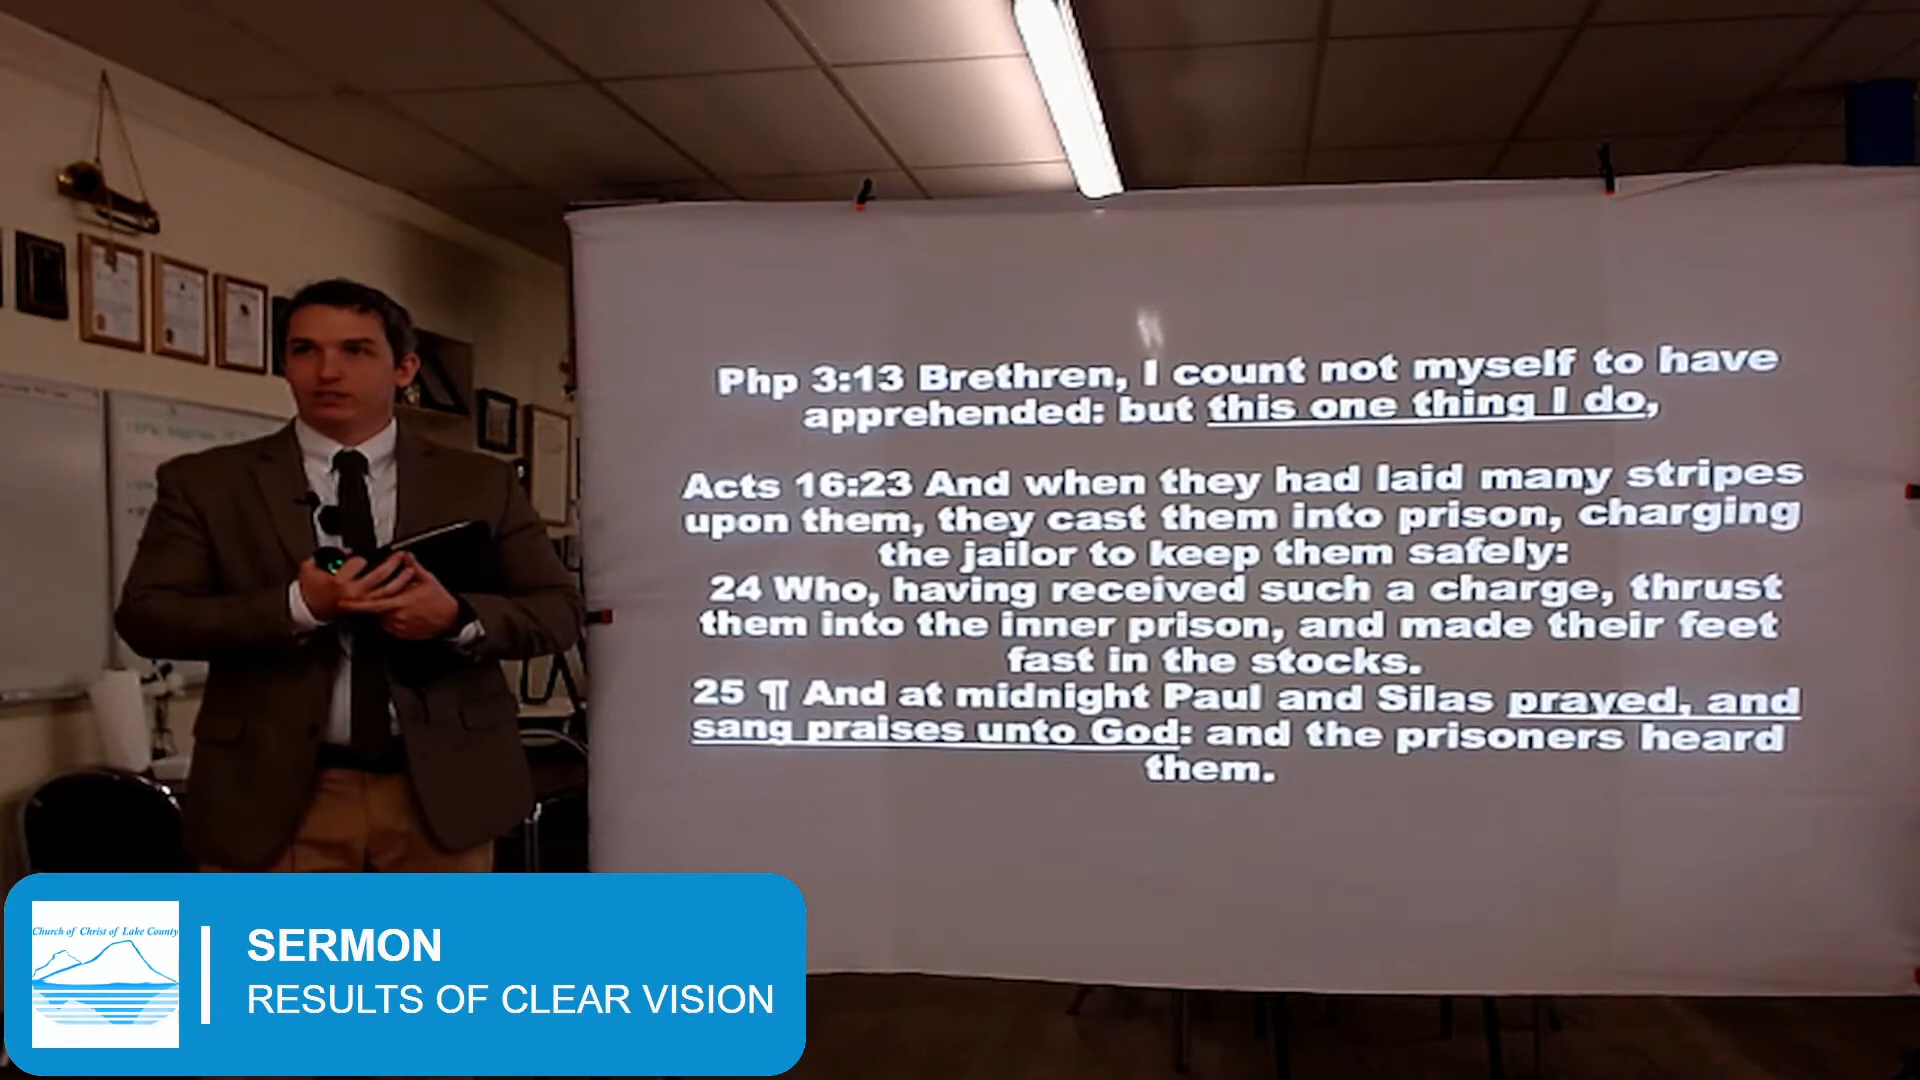 Php 3:13 Brethren, I count not myself to have
apprehended: but this one thing I do,
Acts 16:23 And when they had laid many stripes
upon them, they cast them into prison, charging
the jailor to keep them safely:
24 Who, having received such a charge, thrust
them into the inner prison, and made their feet
fast in the stocks.
25 ¶ And at midnight Paul and Silas prayed, and
sang praises unto God: and the prisoners heard
them.
Church of Christ of Lake County
SERMON
RESULTS OF CLEAR VISION